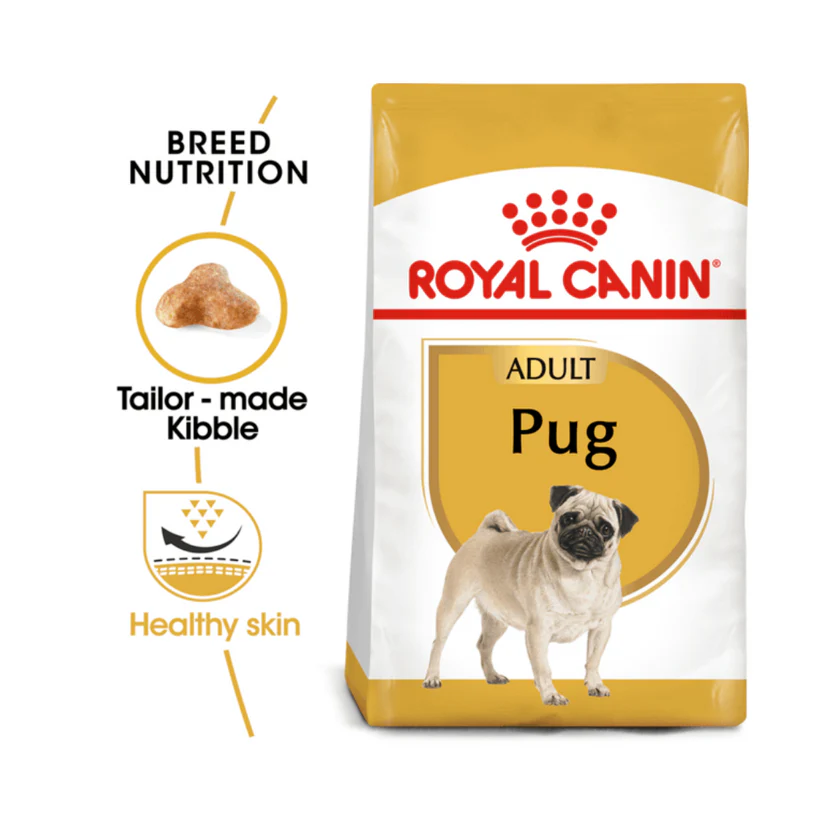 BREED
NUTRITION
Tailor - made
Kibble
Healthy skin
ROYAL CANIN®
ADULT
Pug